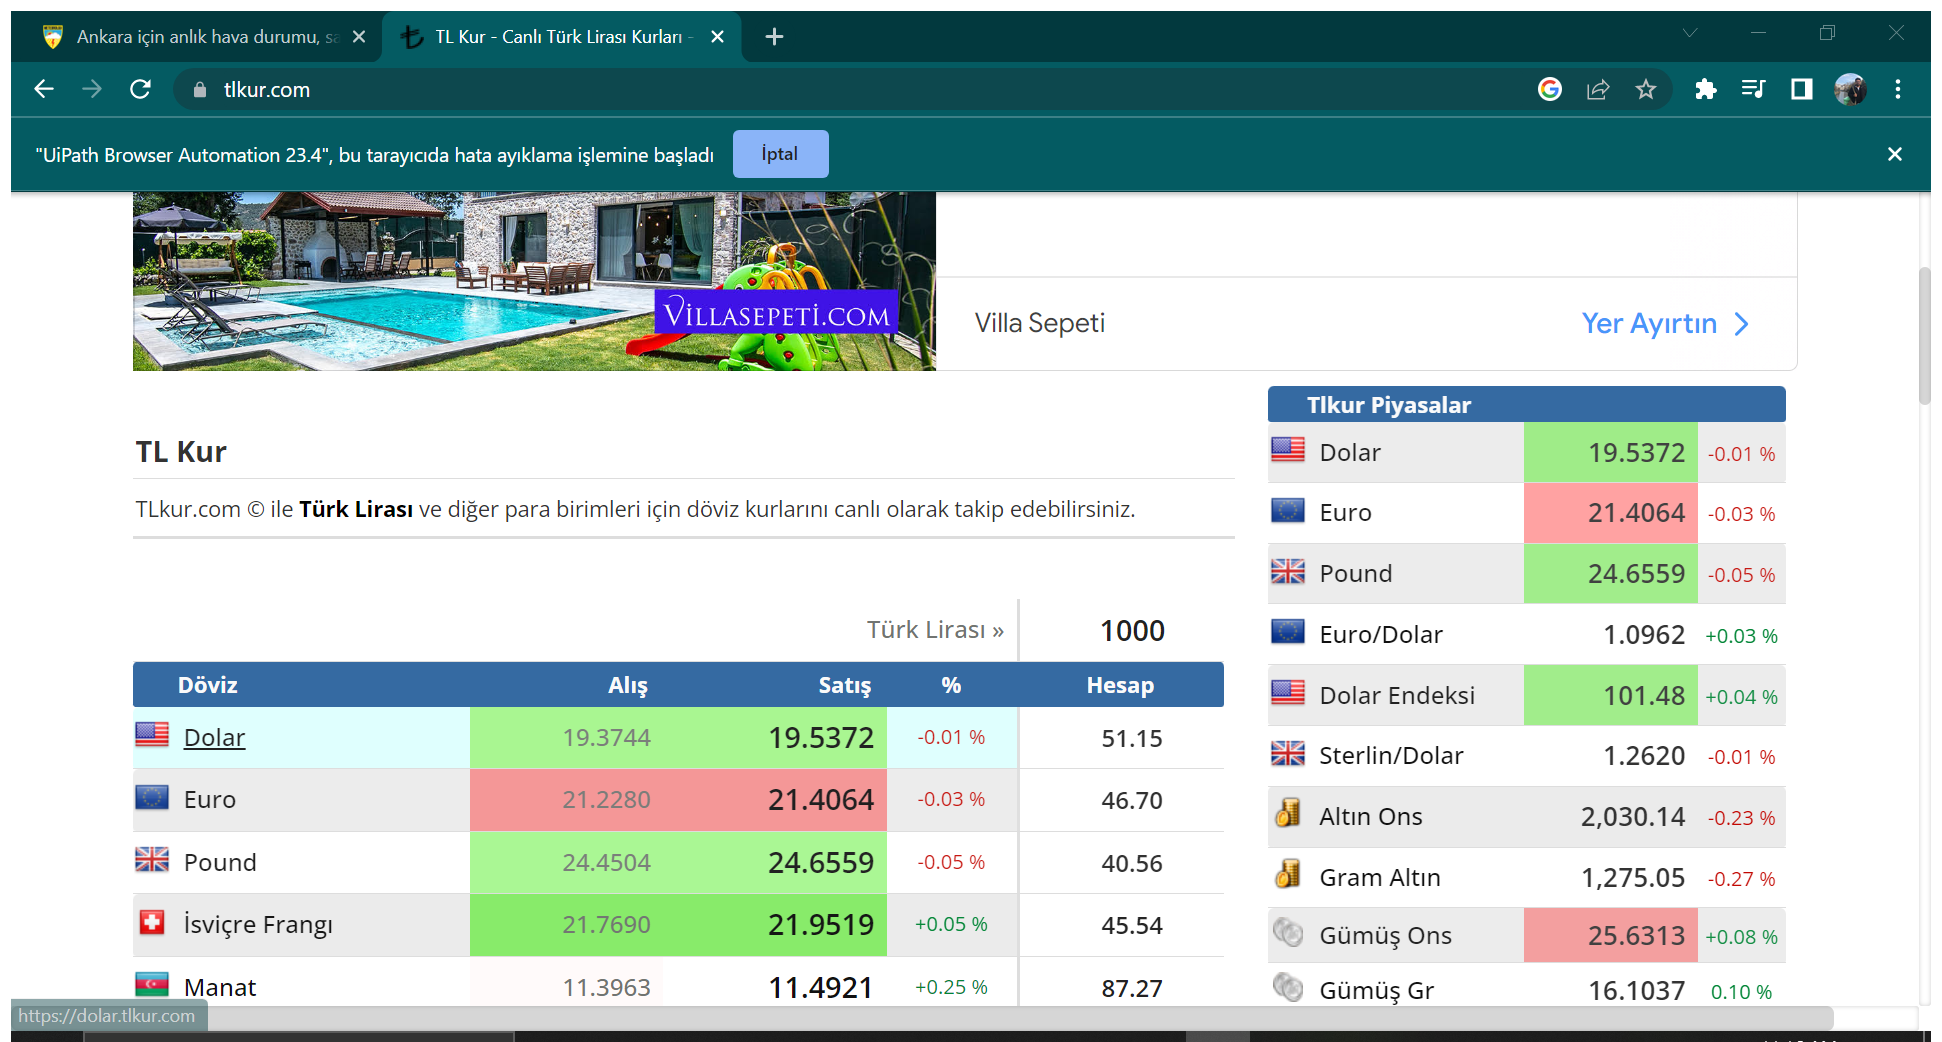 Ankara için anlık hava durumu, sa
TL Kur - Canlı Türk Lirası Kurları -
tlkur.com
"UiPath Browser Automation 23.4", bu tarayıcıda hata ayıklama işlemine başladı
İptal
VILLASEPETİ.COM
Villa Sepeti
Yer Ayırtın
TL Kur
TLkur.com © ile Türk Lirası ve diğer para birimleri için döviz kurlarını canlı olarak takip edebilirsiniz.
Türk Lirası » 1000
Döviz Alış Satış % Hesap
Dolar 19.3744 19.5372 -0.01 % 51.15
Euro 21.2280 21.4064 -0.03 % 46.70
Pound 24.4504 24.6559 -0.05 % 40.56
İsviçre Frangı 21.7690 21.9519 +0.05 % 45.54
Manat 11.3963 11.4921 +0.25 % 87.27
Tlkur Piyasalar
Dolar 19.5372 -0.01 %
Euro 21.4064 -0.03 %
Pound 24.6559 -0.05 %
Euro/Dolar 1.0962 +0.03 %
Dolar Endeksi 101.48 +0.04 %
Sterlin/Dolar 1.2620 -0.01 %
Altın Ons 2,030.14 -0.23 %
Gram Altın 1,275.05 -0.27 %
Gümüş Ons 25.6313 +0.08 %
Gümüş Gr 16.1037 0.10 %
https://dolar.tlkur.com